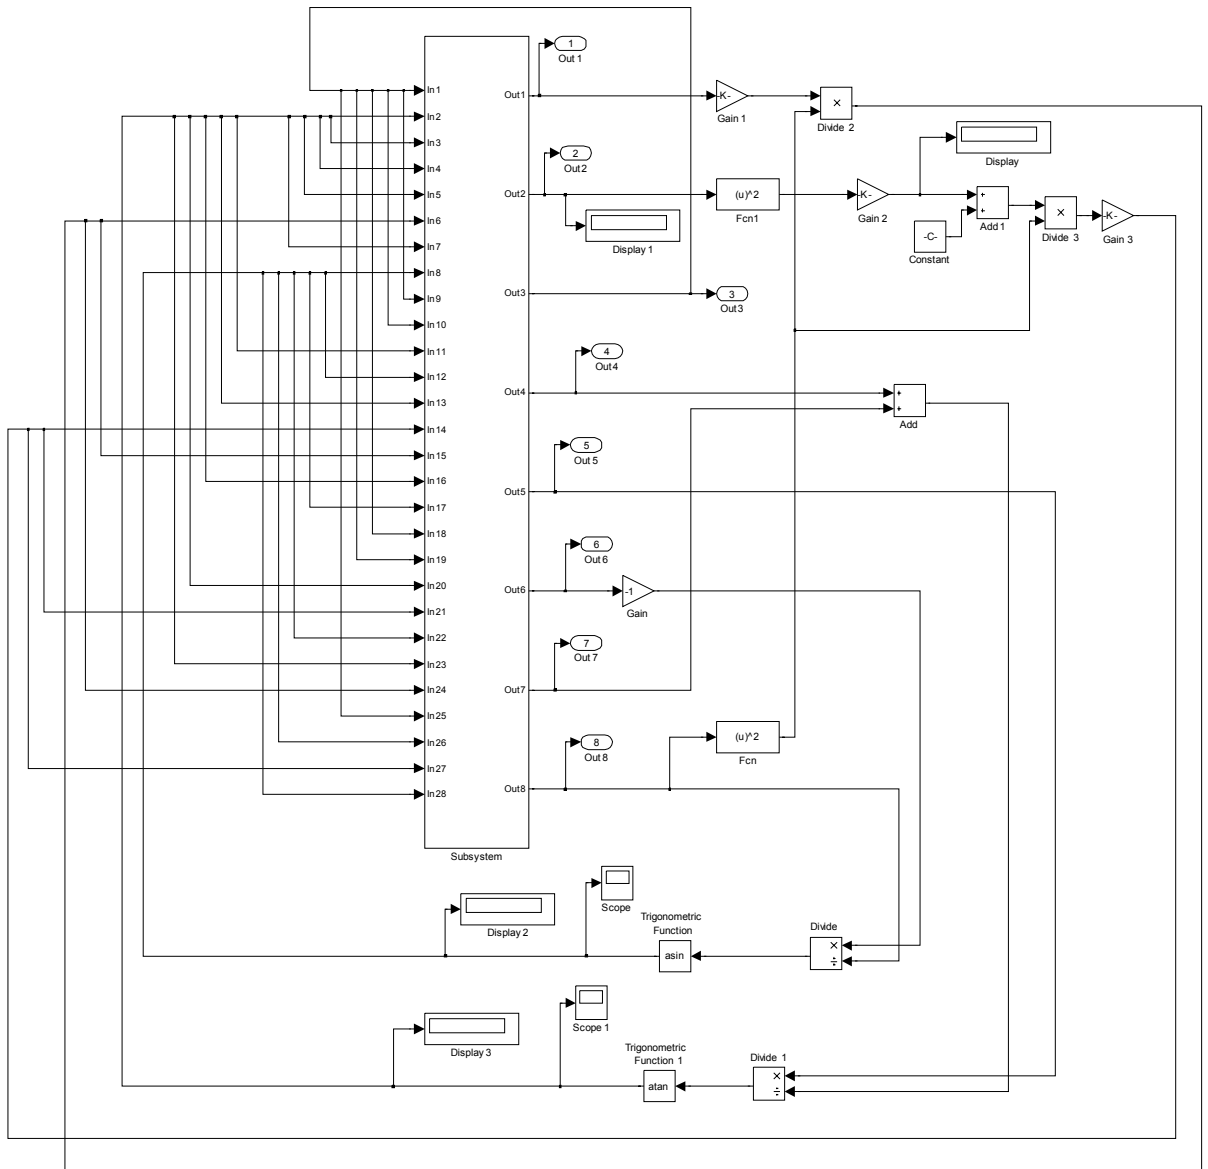 1
Out 1
In1
Out1
-K-
Gain 1
×
Divide 2
In2
In3
In4
In5
2
Out2
Out2
(u)^2
Fcn1
-K-
Gain 2
Display
+
+
Add 1
×
Divide 3
-K-
Gain 3
-C-
Constant
Display 1
In6
In7
In8
In9
In10
In11
In12
In13
In14
In15
In16
In17
In18
In19
In20
In21
In22
In23
In24
In25
In26
In27
In28
Out3
3
Out3
4
Out4
Out4
+
+
Add
5
Out 5
Out5
6
Out6
Out6
-1
Gain
7
Out 7
Out7
8
Out 8
Out8
(u)^2
Fcn
Subsystem
Scope
Display 2
Trigonometric
Function
asin
Divide
×
÷
Scope 1
Display 3
Trigonometric
Function 1
atan
Divide 1
×
÷